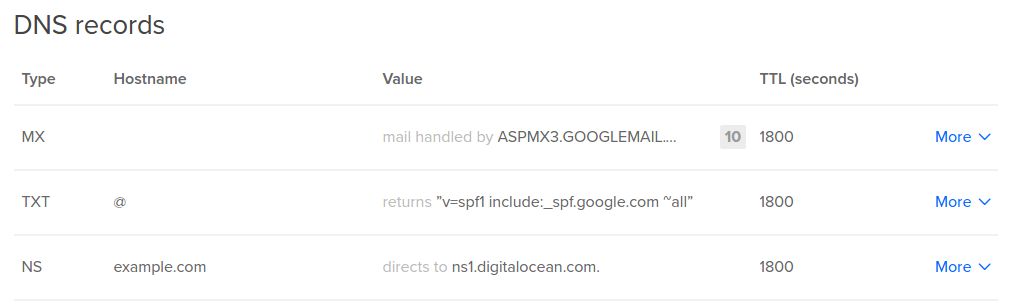 DNS records
Type Hostname Value TTL (seconds)
MX mail handled by ASPMX3.GOOGLEMAIL.... 10 1800 More
TXT @ returns "v=spf1 include:_spf.google.com ~all" 1800 More
NS example.com directs to ns1.digitalocean.com. 1800 More